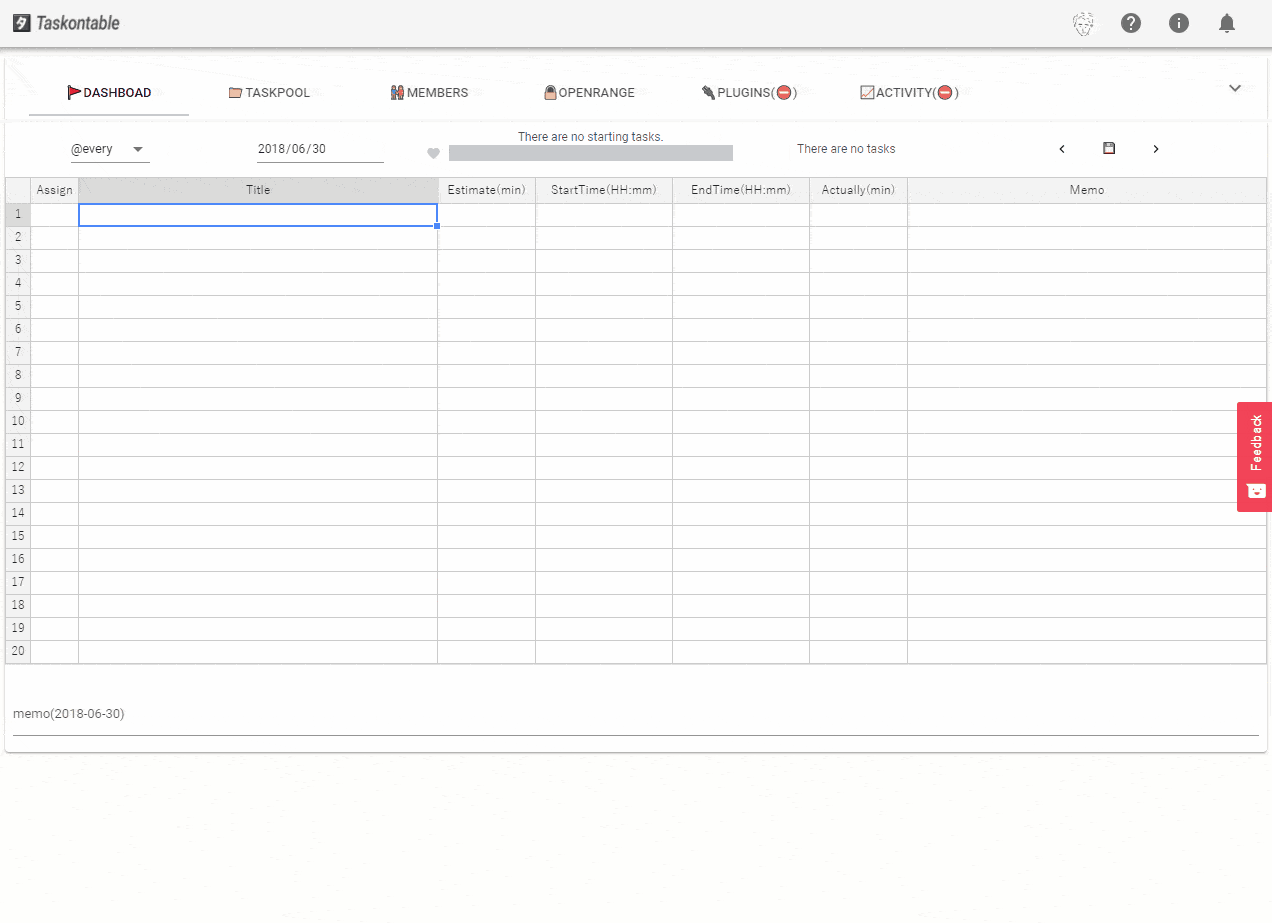 Taskontable
DASHBOAD TASKPOOL MEMBERS OPENRANGE PLUGINS(⛔) ACTIVITY(⛔)
There are no starting tasks.
@every 2018/06/30 There are no tasks
Assign Title Estimate(min) StartTime(HH:mm) EndTime(HH:mm) Actually(min) Memo
1
2
3
4
5
6
7
8
9
10
11
12
13
14
15
16
17
18
19
20
Feedback
memo(2018-06-30)